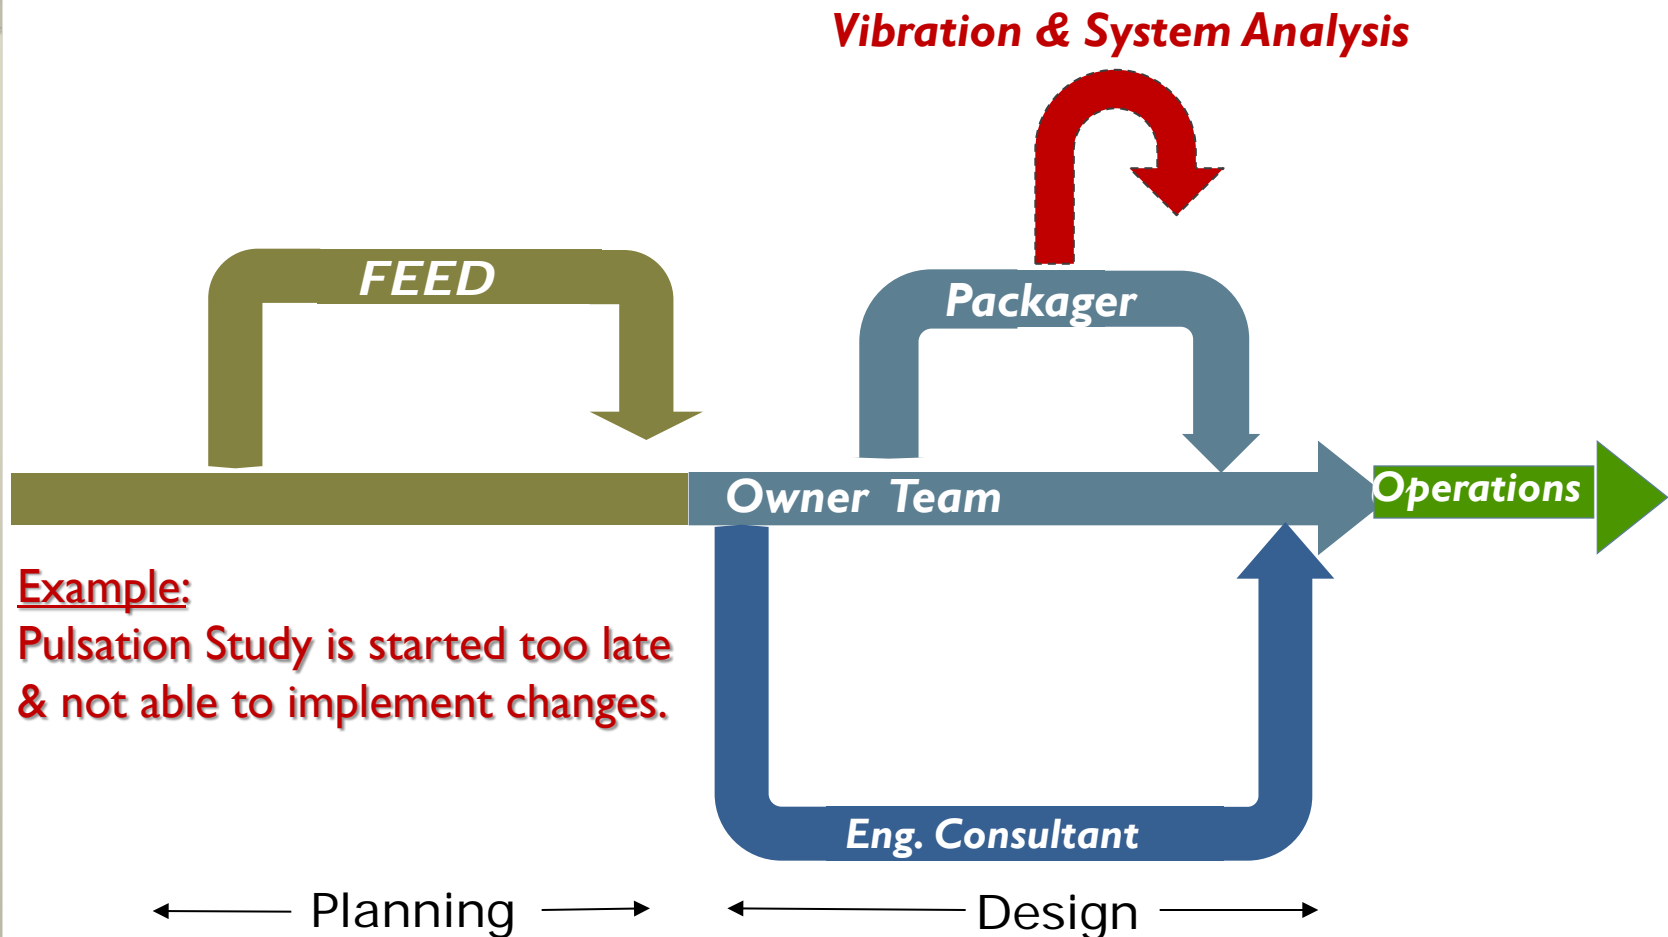 Vibration & System Analysis
FEED
Packager
Owner Team
Operations
Example:
Pulsation Study is started too late
& not able to implement changes.
Eng. Consultant
Planning
Design